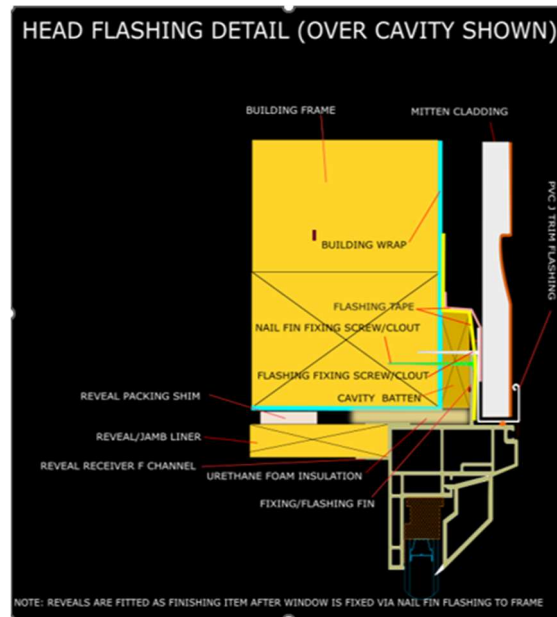 HEAD FLASHING DETAIL (OVER CAVITY SHOWN)
BUILDING FRAME
MITTEN CLADDING
PVC J TRIM FLASHING
BUILDING WRAP
FLASHING TAPE
NAIL FIN FIXING SCREW/CLOUT
FLASHING FIXING SCREW/CLOUT
REVEAL PACKING SHIM
CAVITY BATTEN
REVEAL/JAMB LINER
REVEAL RECEIVER F CHANNEL
URETHANE FOAM INSULATION
FIXING/FLASHING FIN
NOTE: REVEALS ARE FITTED AS FINISHING ITEM AFTER WINDOW IS FIXED VIA NAIL FIN FLASHING TO FRAME